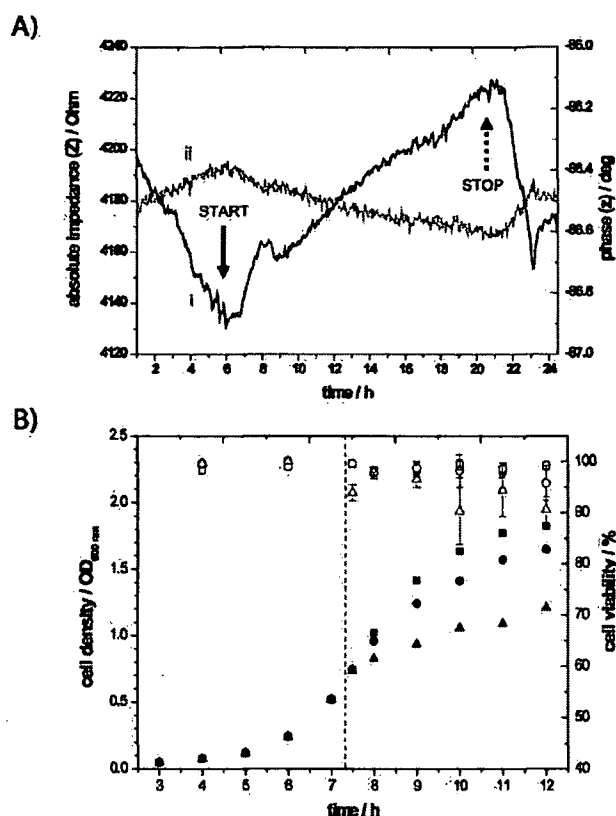 A)
absolute Impedance (Z) / Ohm
4240
4220
4200
4180
4160
4140
4120
ii
START
i
STOP
-86.0
-86.2
-86.4
-86.6
-86.8
-87.0
phase (z) / deg
2 4 6 8 10 12 14 16 18 20 22 24
time / h
B)
cell density / OD600 nm
2.5
2.0
1.5
1.0
0.5
0.0
100
90
80
70
60
50
40
cell viability / %
3 4 5 6 7 8 9 10 11 12
time / h